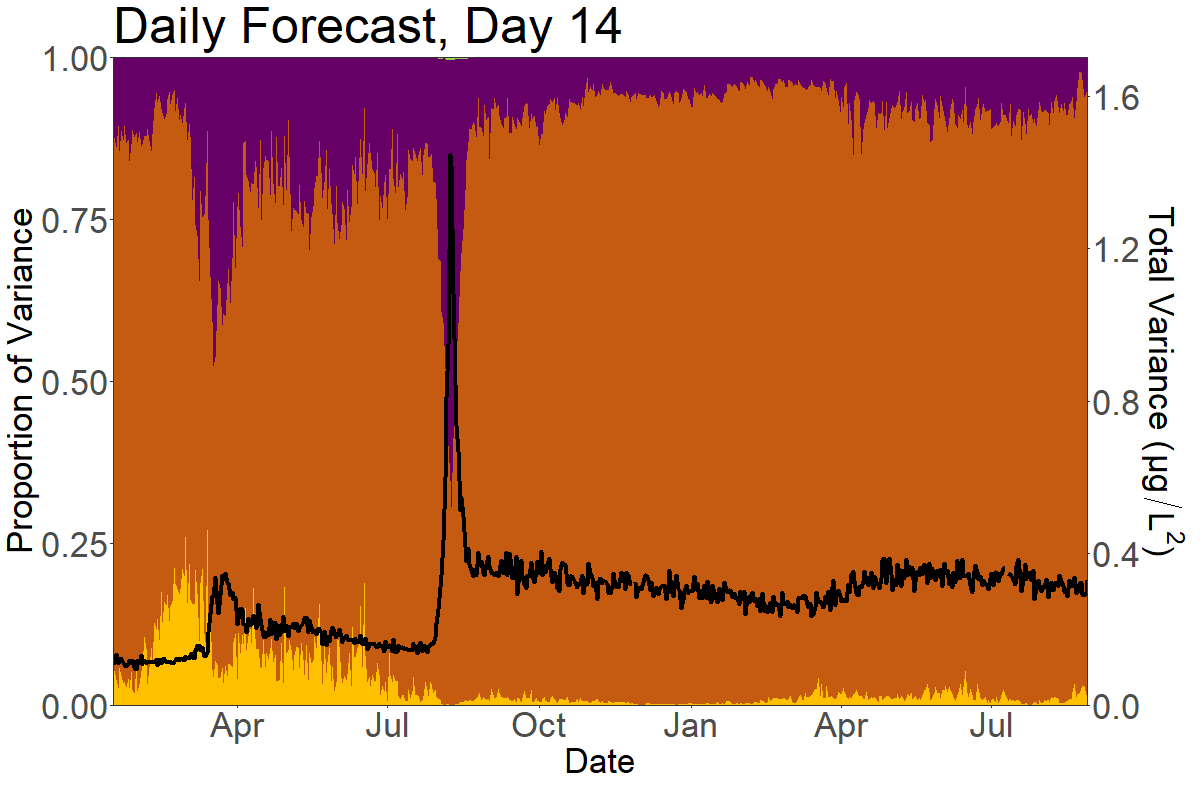 Daily Forecast, Day 14
Proportion of Variance
1.00
0.75
0.50
0.25
0.00
1.6
1.2
0.8
0.4
0.0
Total Variance (µg/L²)
Apr Jul Oct Jan Apr Jul
Date